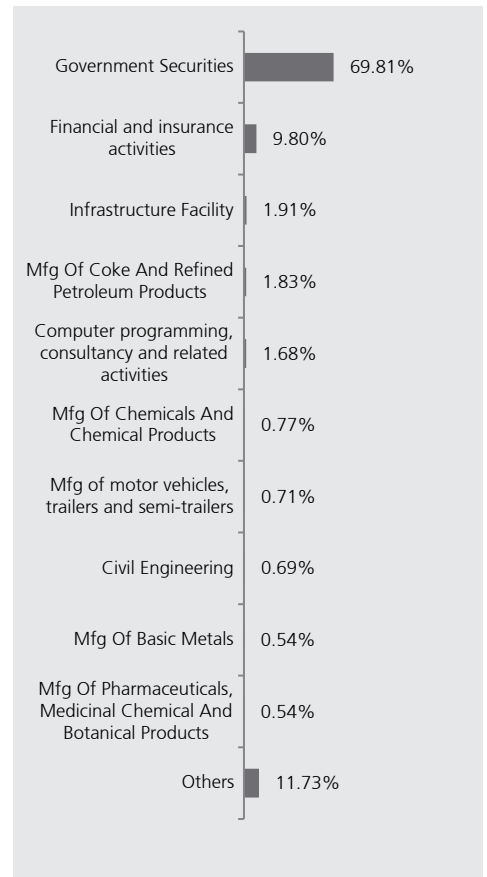 Government Securities 69.81%
Financial and insurance
activities 9.80%
Infrastructure Facility 1.91%
Mfg Of Coke And Refined
Petroleum Products 1.83%
Computer programming,
consultancy and related
activities 1.68%
Mfg Of Chemicals And
Chemical Products 0.77%
Mfg of motor vehicles,
trailers and semi-trailers 0.71%
Civil Engineering 0.69%
Mfg Of Basic Metals 0.54%
Mfg Of Pharmaceuticals,
Medicinal Chemical And
Botanical Products 0.54%
Others 11.73%